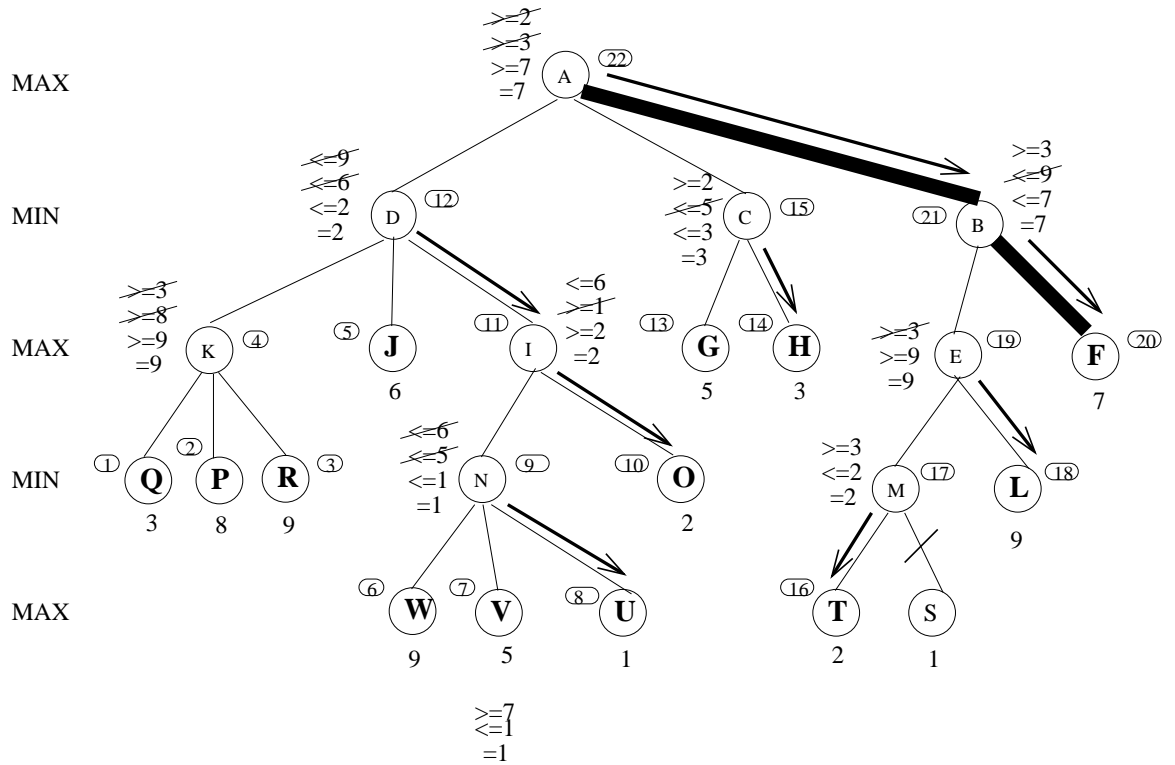 >=2
>=3
22
MAX
>=7
A
=7
<=9
>=3
<=6
>=2
<=9
12
MIN
<=2
D
<=5
C
15
21
B
<=7
=2
<=3
=7
=3
>=3
<=6
>=8
>=1
4
5
11
13
14
>=3
19
20
MAX
>=9
K
J
I
>=2
G
H
>=9
E
F
=9
=2
=9
6
5
3
7
<=6
>=3
1
2
3
<=5
9
10
<=2
17
18
MIN
Q
P
R
<=1
N
O
=2
M
L
=1
3
8
9
2
9
6
7
8
16
MAX
W
V
U
T
S
9
5
1
2
1
>=7
<=1
=1